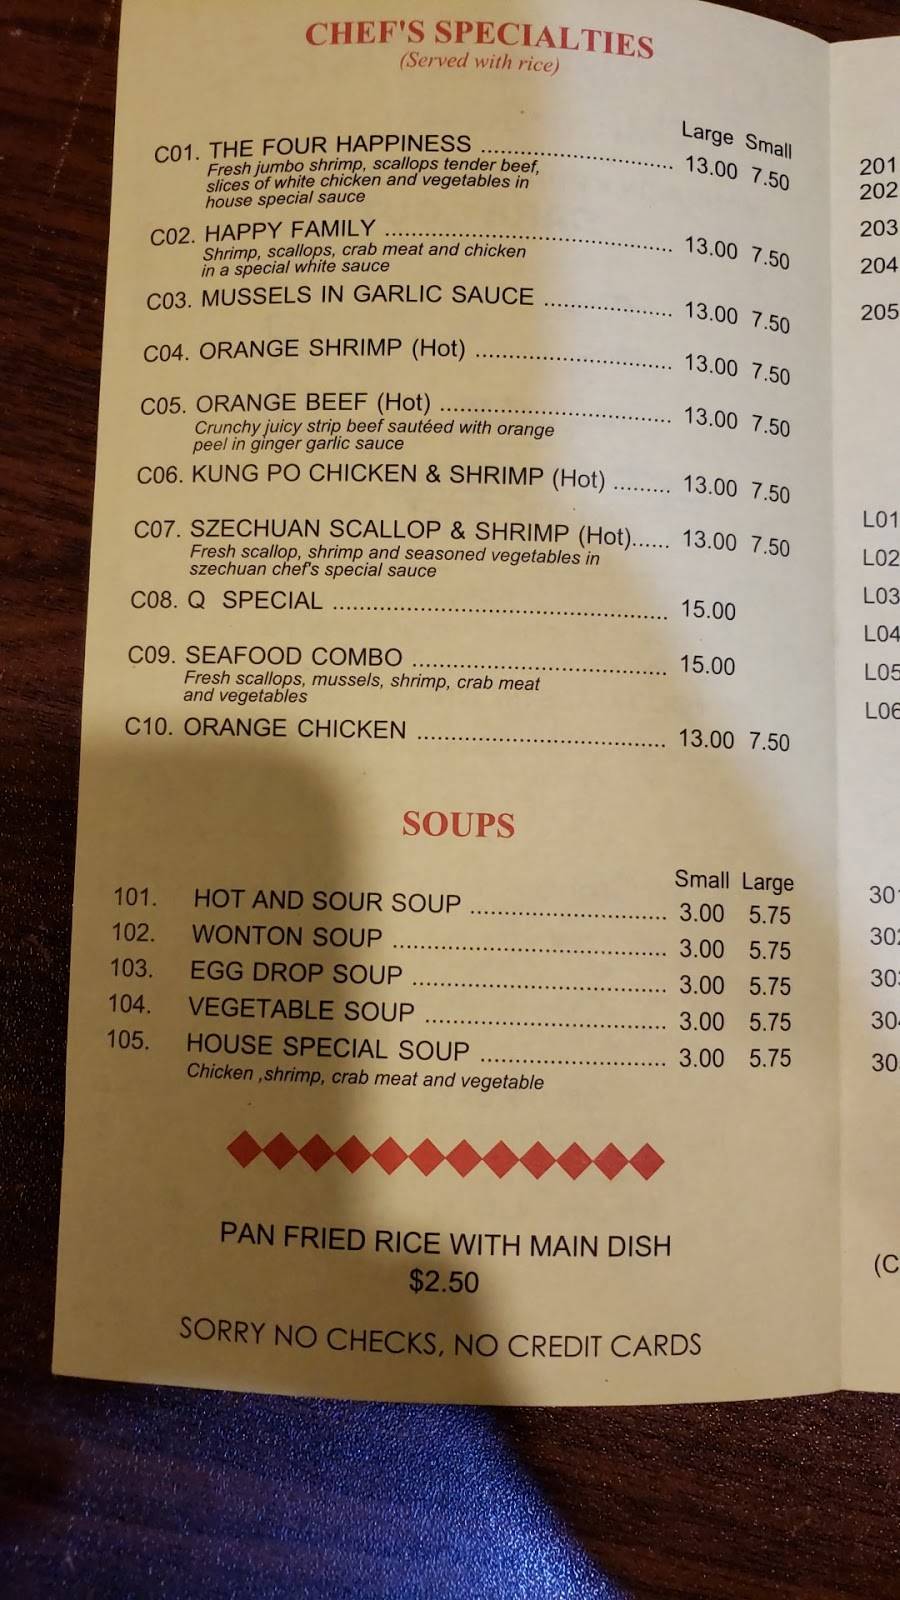 CHEF'S SPECIALTIES
(Served with rice)
Large Small
C01. THE FOUR HAPPINESS ............................. 13.00 7.50
Fresh jumbo shrimp, scallops tender beef,
slices of white chicken and vegetables in
house special sauce
C02. HAPPY FAMILY ........................................... 13.00 7.50
Shrimp, scallops, crab meat and chicken
in a special white sauce
C03. MUSSELS IN GARLIC SAUCE ................... 13.00 7.50
C04. ORANGE SHRIMP (Hot) ............................. 13.00 7.50
C05. ORANGE BEEF (Hot) ................................... 13.00 7.50
Crunchy juicy strip beef sautéed with orange
peel in ginger garlic sauce
C06. KUNG PO CHICKEN & SHRIMP (Hot) ......... 13.00 7.50
C07. SZECHUAN SCALLOP & SHRIMP (Hot)...... 13.00 7.50
Fresh scallop, shrimp and seasoned vegetables in
szechuan chef's special sauce
C08. Q SPECIAL .................................................. 15.00
C09. SEAFOOD COMBO ...................................... 15.00
Fresh scallops, mussels, shrimp, crab meat
and vegetables
C10. ORANGE CHICKEN ..................................... 13.00 7.50
SOUPS
Small Large
101. HOT AND SOUR SOUP ............................. 3.00 5.75
102. WONTON SOUP ......................................... 3.00 5.75
103. EGG DROP SOUP ...................................... 3.00 5.75
104. VEGETABLE SOUP .................................... 3.00 5.75
105. HOUSE SPECIAL SOUP ............................ 3.00 5.75
Chicken ,shrimp, crab meat and vegetable
PAN FRIED RICE WITH MAIN DISH
$2.50
SORRY NO CHECKS, NO CREDIT CARDS
201
202
203
204
205
L01
L02
L03
L04
L05
L06